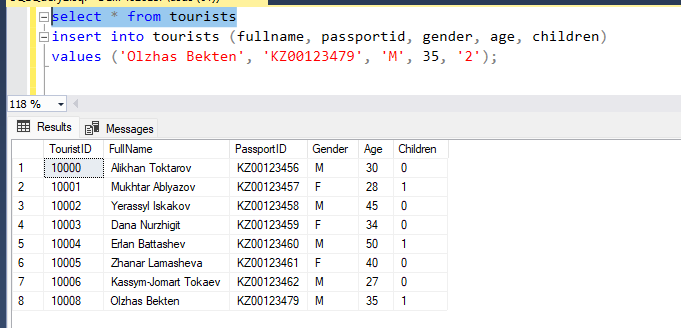 select * from tourists
insert into tourists (fullname, passportid, gender, age, children)
values ('Olzhas Bekten', 'KZ00123479', 'M', 35, '2');
118 %
Results Messages
TouristID FullName PassportID Gender Age Children
1 10000 Alikhan Toktarov KZ00123456 M 30 0
2 10001 Mukhtar Ablyazov KZ00123457 F 28 1
3 10002 Yerassyl Iskakov KZ00123458 M 45 0
4 10003 Dana Nurzhigit KZ00123459 F 34 0
5 10004 Erlan Battashev KZ00123460 M 50 1
6 10005 Zhanar Lamasheva KZ00123461 F 40 0
7 10006 Kassym-Jomart Tokaev KZ00123462 M 27 0
8 10008 Olzhas Bekten KZ00123479 M 35 1